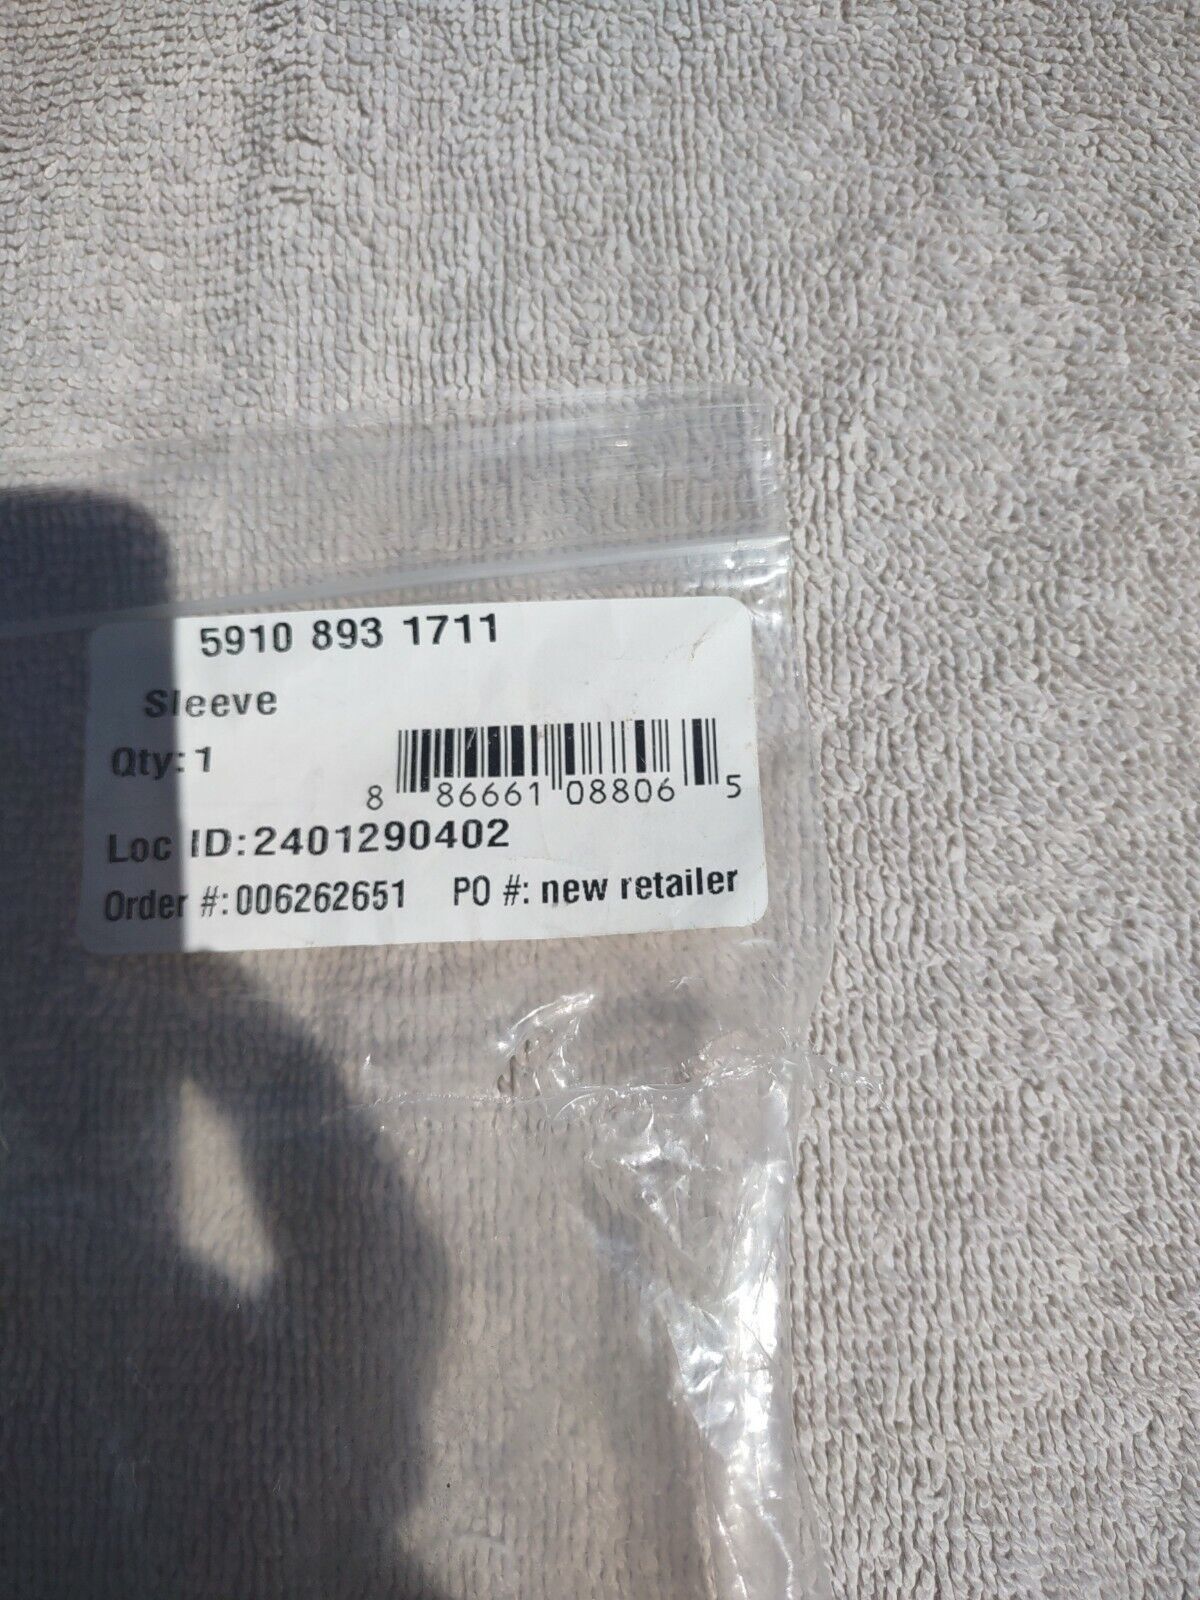 5910 893 1711
Sleeve
Qty: 1
8 86661 08806 5
Loc ID:2401290402
Order #:006262651 PO #: new retailer